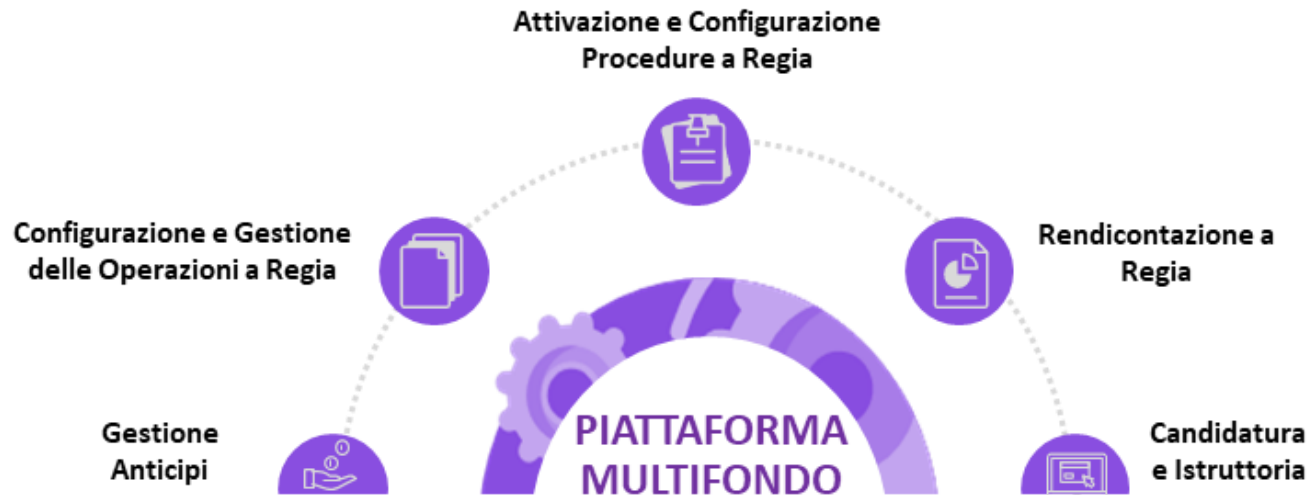 Attivazione e Configurazione
Procedure a Regia
Configurazione e Gestione
delle Operazioni a Regia
Rendicontazione a
Regia
Gestione
Anticipi
PIATTAFORMA
MULTIFONDO
Candidatura
e Istruttoria